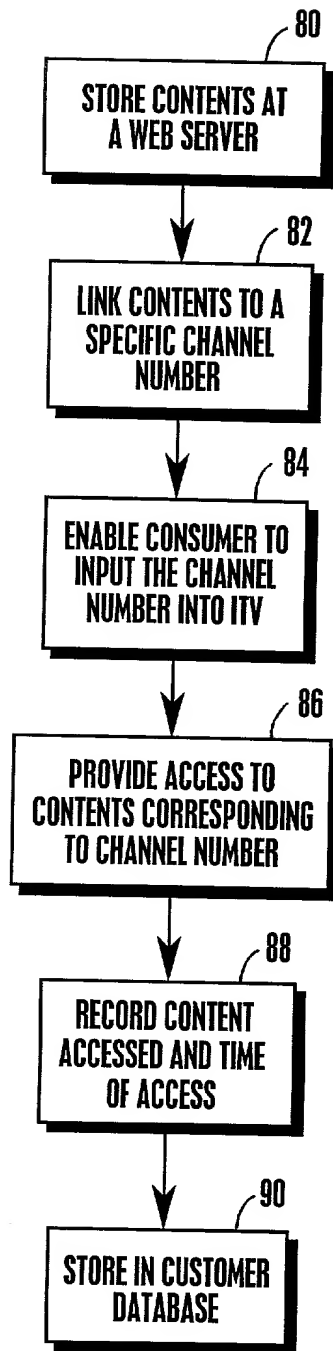 80
STORE CONTENTS AT
A WEB SERVER
82
LINK CONTENTS TO A
SPECIFIC CHANNEL
NUMBER
84
ENABLE CONSUMER TO
INPUT THE CHANNEL
NUMBER INTO ITV
86
PROVIDE ACCESS TO
CONTENTS CORRESPONDING
TO CHANNEL NUMBER
88
RECORD CONTENT
ACCESSED AND TIME
OF ACCESS
90
STORE IN CUSTOMER
DATABASE